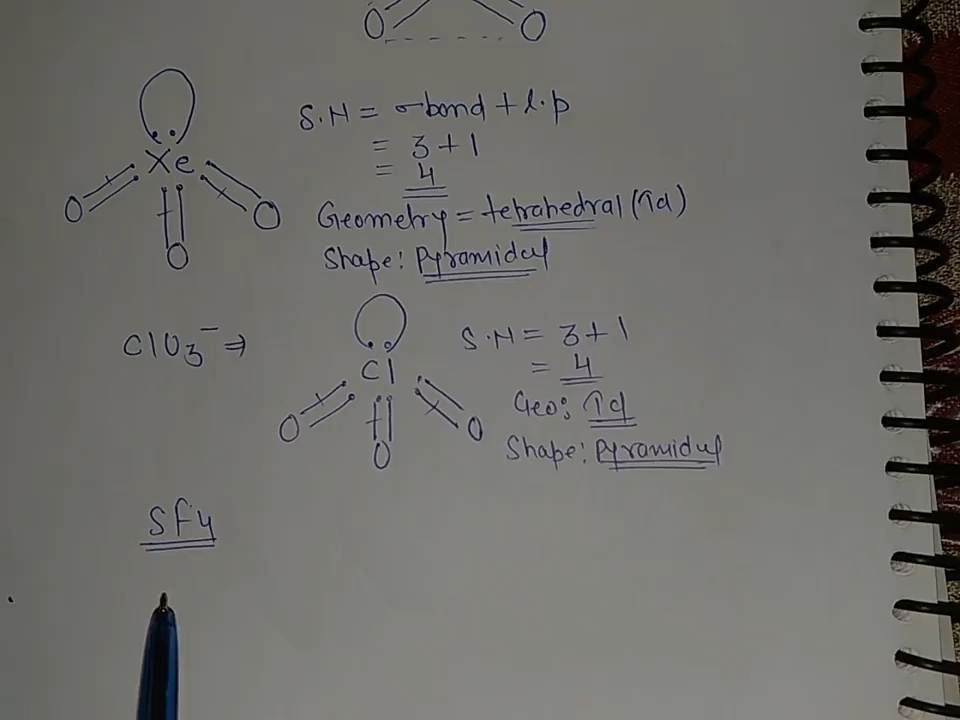 O O
S.N = σ bond + l.p
= 3 + 1
= 4
Xe
O O
O
Geometry = tetrahedral (Td)
Shape: Pyramidal
ClO3⁻ ⇒
Cl
O O
O
S.N = 3 + 1
= 4
Geo: Td
Shape: Pyramidal
SF4